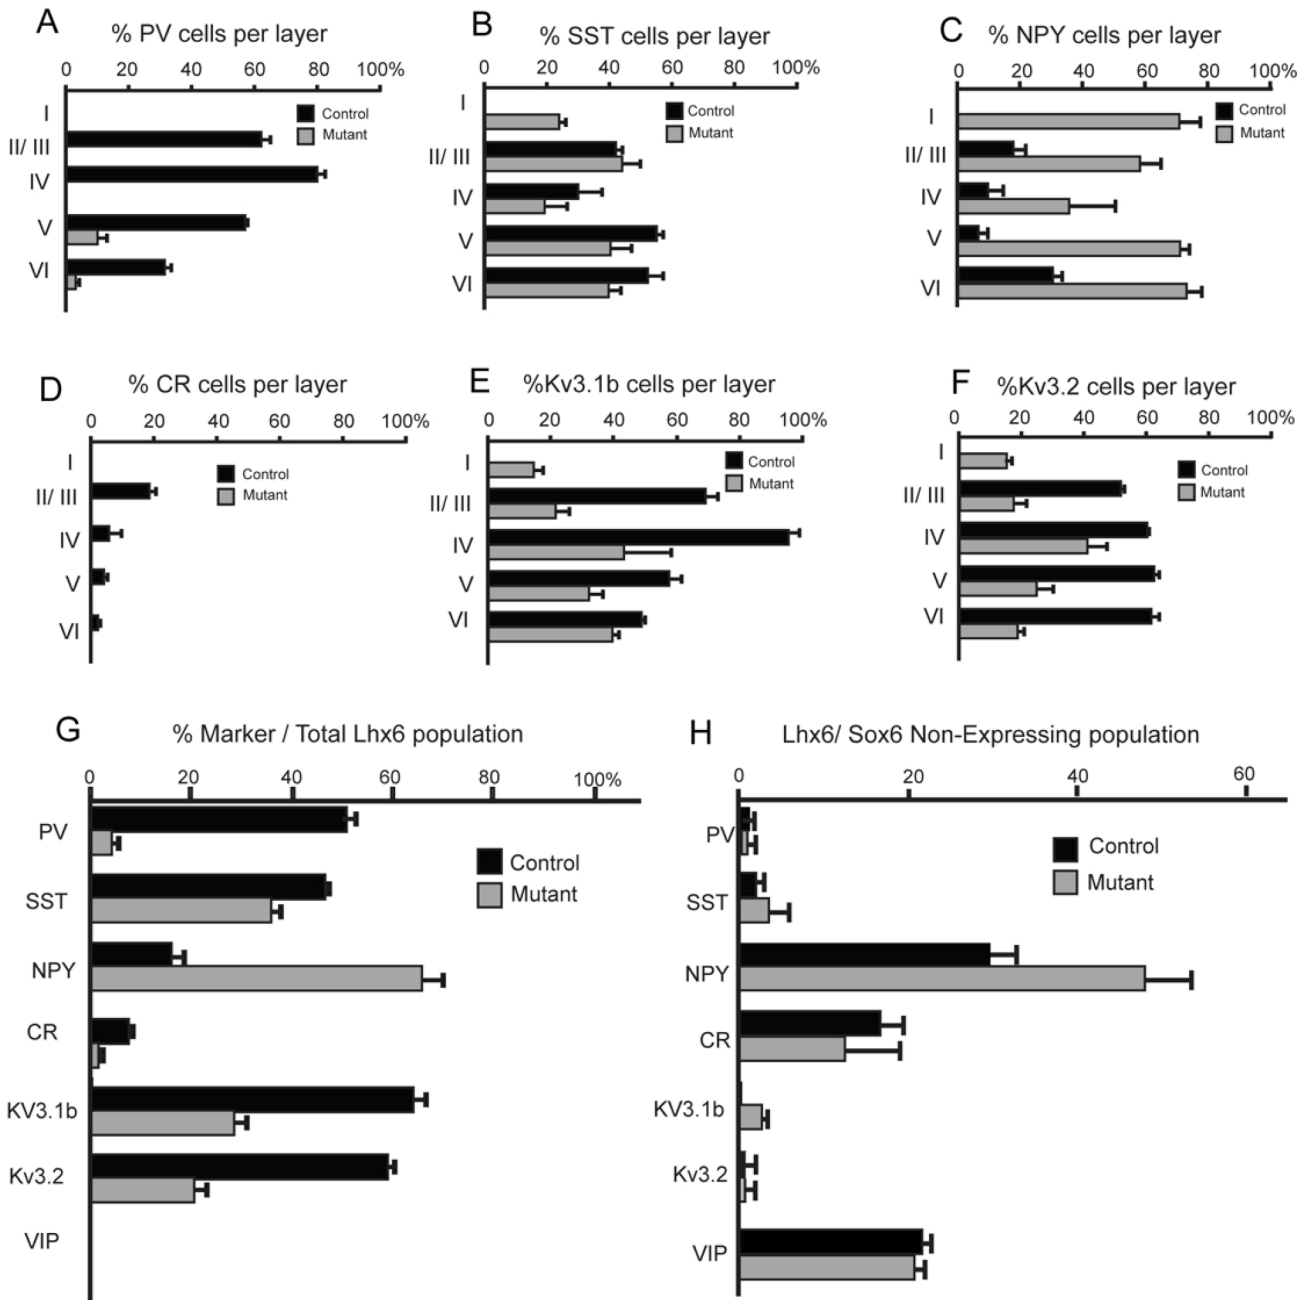 A
% PV cells per layer
0 20 40 60 80 100%
I
II/ III
IV
V
VI
Control
Mutant
B
% SST cells per layer
0 20 40 60 80 100%
I
II/ III
IV
V
VI
Control
Mutant
C
% NPY cells per layer
0 20 40 60 80 100%
I
II/ III
IV
V
VI
Control
Mutant
D
% CR cells per layer
0 20 40 60 80 100%
I
II/ III
IV
V
VI
Control
Mutant
E
%Kv3.1b cells per layer
0 20 40 60 80 100%
I
II/ III
IV
V
VI
Control
Mutant
F
%Kv3.2 cells per layer
0 20 40 60 80 100%
I
II/ III
IV
V
VI
Control
Mutant
G
% Marker / Total Lhx6 population
0 20 40 60 80 100%
PV
SST
NPY
CR
KV3.1b
Kv3.2
VIP
Control
Mutant
H
Lhx6/ Sox6 Non-Expressing population
0 20 40 60
PV
SST
NPY
CR
KV3.1b
Kv3.2
VIP
Control
Mutant